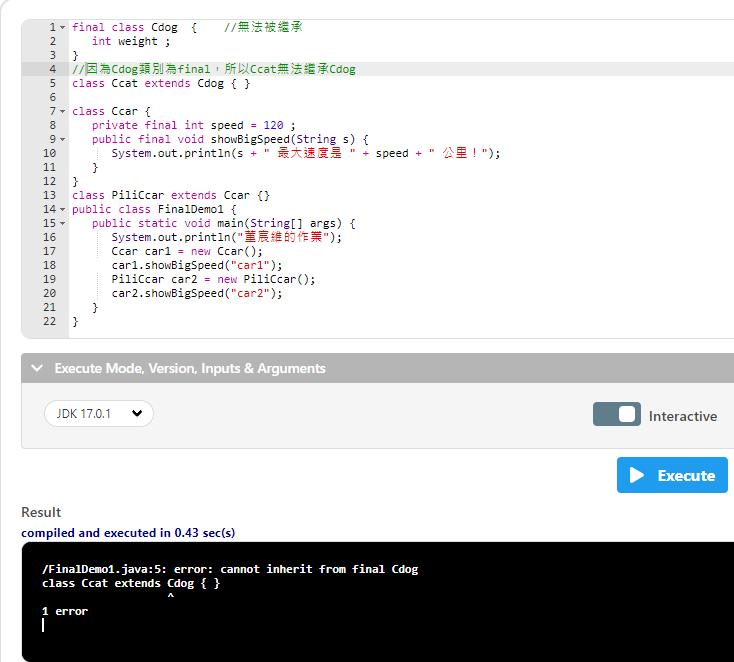 1 final class Cdog { //無法被繼承
2 int weight ;
3 }
4 //因為Cdog類別為final，所以Ccat無法繼承Cdog
5 class Ccat extends Cdog { }
6
7 class Ccar {
8 private final int speed = 120 ;
9 public final void showBigSpeed(String s) {
10 System.out.println(s + " 最大速度是 " + speed + " 公里！");
11 }
12 }
13 class PiliCcar extends Ccar {}
14 public class FinalDemo1 {
15 public static void main(String[] args) {
16 System.out.println("董宸維的作業");
17 Ccar car1 = new Ccar();
18 car1.showBigSpeed("car1");
19 PiliCcar car2 = new PiliCcar();
20 car2.showBigSpeed("car2");
21 }
22 }
Execute Mode, Version, Inputs & Arguments
JDK 17.0.1
Interactive
Execute
Result
compiled and executed in 0.43 sec(s)
/FinalDemo1.java:5: error: cannot inherit from final Cdog
class Ccat extends Cdog { }
^
1 error